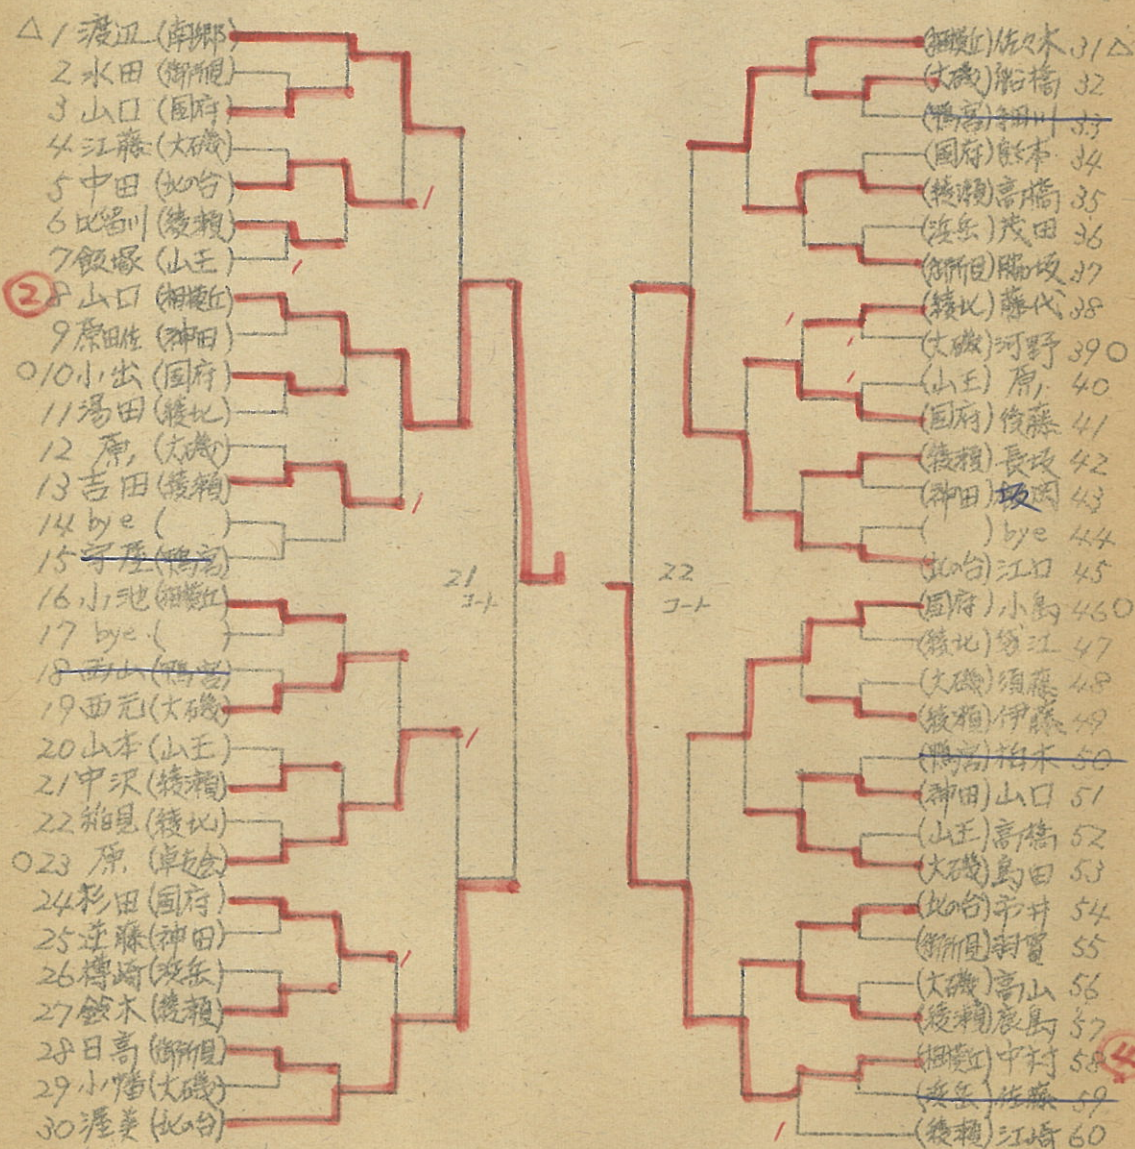 △ 1 渡辺 (南郷)
2 水田 (御所見)
3 山口 (国府)
4 江藤 (大磯)
5 中田 (北の台)
6 比留川 (綾瀬)
7 飯塚 (山王)
② 8 山口 (相模丘)
9 原田佐 (神田)
○ 10 小出 (国府)
11 湯田 (綾北)
12 原 (大磯)
13 吉田 (綾瀬)
14 bye ( )
15 守屋 (鴨宮)
16 小池 (相模丘)
17 bye ( )
18 西山 (鴨宮)
19 西元 (大磯)
20 山本 (山王)
21 中沢 (綾瀬)
22 (綾北)
○ 23 原 (卓友会)
24 杉田 (国府)
25 遠藤 (神田)
26 樽崎 (浜岳)
27 鈴木 (綾瀬)
28 日高 (御所見)
29 小幡 (大磯)
30 渥美 (北の台)
21
コート
22
コート
(相模丘) 佐々木 31 △
(大磯) 船橋 32
(鴨宮) 細川 33
(国府) 熊本 34
(綾瀬) 高橋 35
(浜岳) 茂田 36
(御所見) 脇坂 37
(綾北) 藤代 38
(大磯) 河野 39 ○
(山王) 原 40
(国府) 後藤 41
(綾瀬) 長坂 42
(神田) 坂間 43
( ) bye 44
(北の台) 江口 45
(国府) 小島 46 ○
(綾北) 47
(大磯) 須藤 48
(綾瀬) 伊藤 49
(鴨宮) 柏木 50
(神田) 山口 51
(山王) 高橋 52
(大磯) 島田 53
(北の台) 市井 54
(御所見) 羽賀 55
(大磯) 高山 56
(綾瀬) 鹿島 57
(相模丘) 中村 58 ④
(浜岳) 佐藤 59
(綾瀬) 江崎 60